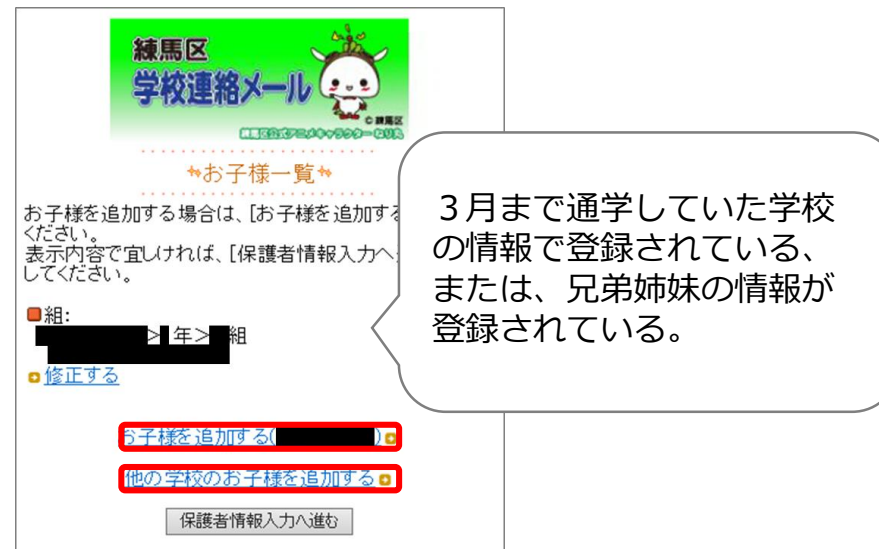 練馬区
学校連絡メール
©練馬区
練馬区公式アニメキャラクター ねり丸
お子様一覧
お子様を追加する場合は、[お子様を追加する
ください。
表示内容で宜しければ、[保護者情報入力へ
してください。
組:
> 年> 組
修正する
お子様を追加する( )
他の学校のお子様を追加する
保護者情報入力へ進む
３月まで通学していた学校
の情報で登録されている、
または、兄弟姉妹の情報が
登録されている。